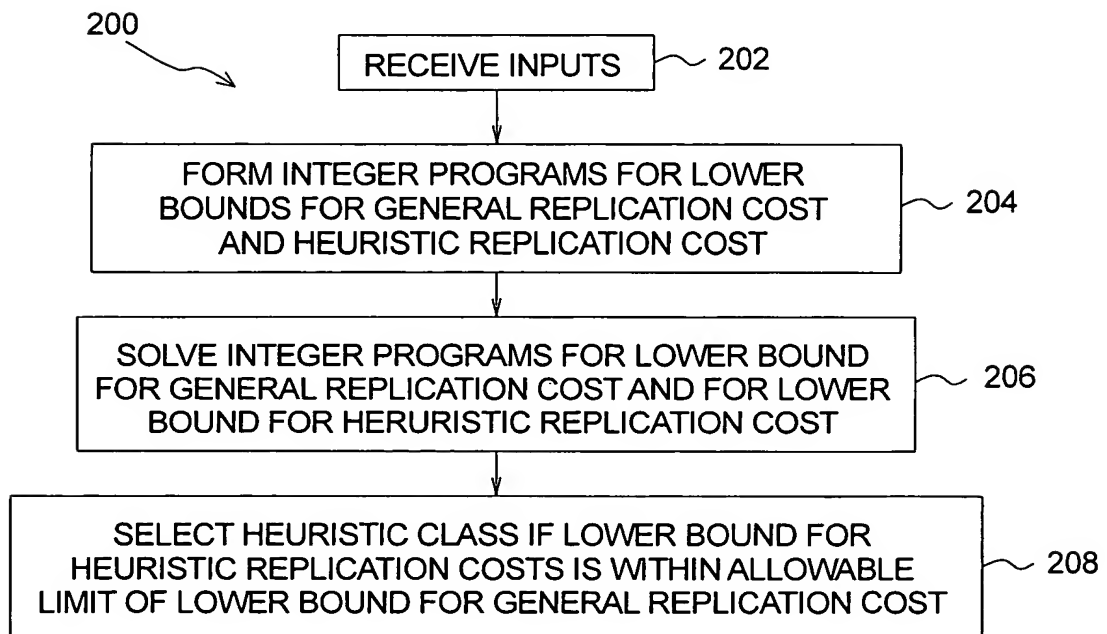 200
RECEIVE INPUTS
202
FORM INTEGER PROGRAMS FOR LOWER
BOUNDS FOR GENERAL REPLICATION COST
AND HEURISTIC REPLICATION COST
204
SOLVE INTEGER PROGRAMS FOR LOWER BOUND
FOR GENERAL REPLICATION COST AND FOR LOWER
BOUND FOR HERURISTIC REPLICATION COST
206
SELECT HEURISTIC CLASS IF LOWER BOUND FOR
HEURISTIC REPLICATION COSTS IS WITHIN ALLOWABLE
LIMIT OF LOWER BOUND FOR GENERAL REPLICATION COST
208